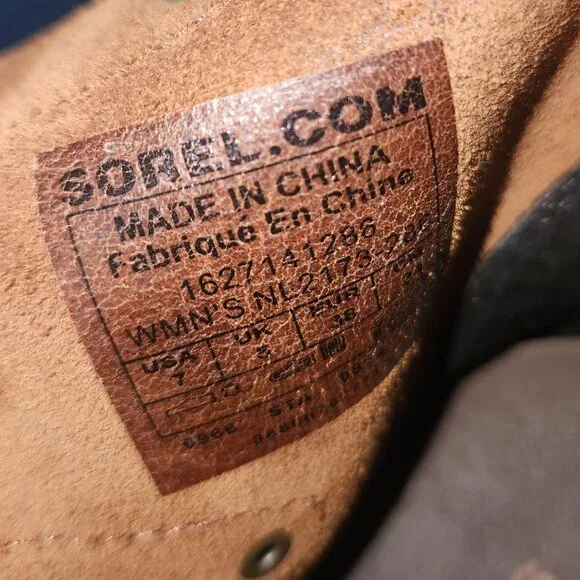 SOREL.COM
MADE IN CHINA
Fabriqué En Chine
1627141286
WMN'S NL2173
USA UK EUR
7 5 38